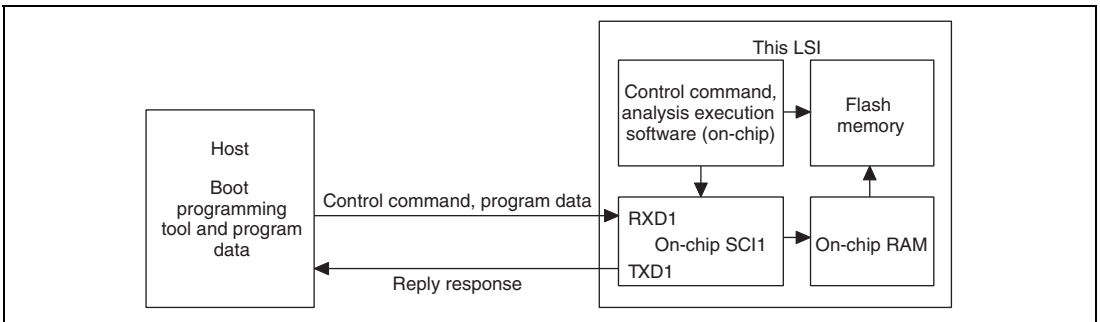 This LSI
Control command,
analysis execution
software (on-chip)
Flash
memory
Host
Boot
programming
tool and program
data
Control command, program data
RXD1
On-chip SCI1
TXD1
On-chip RAM
Reply response